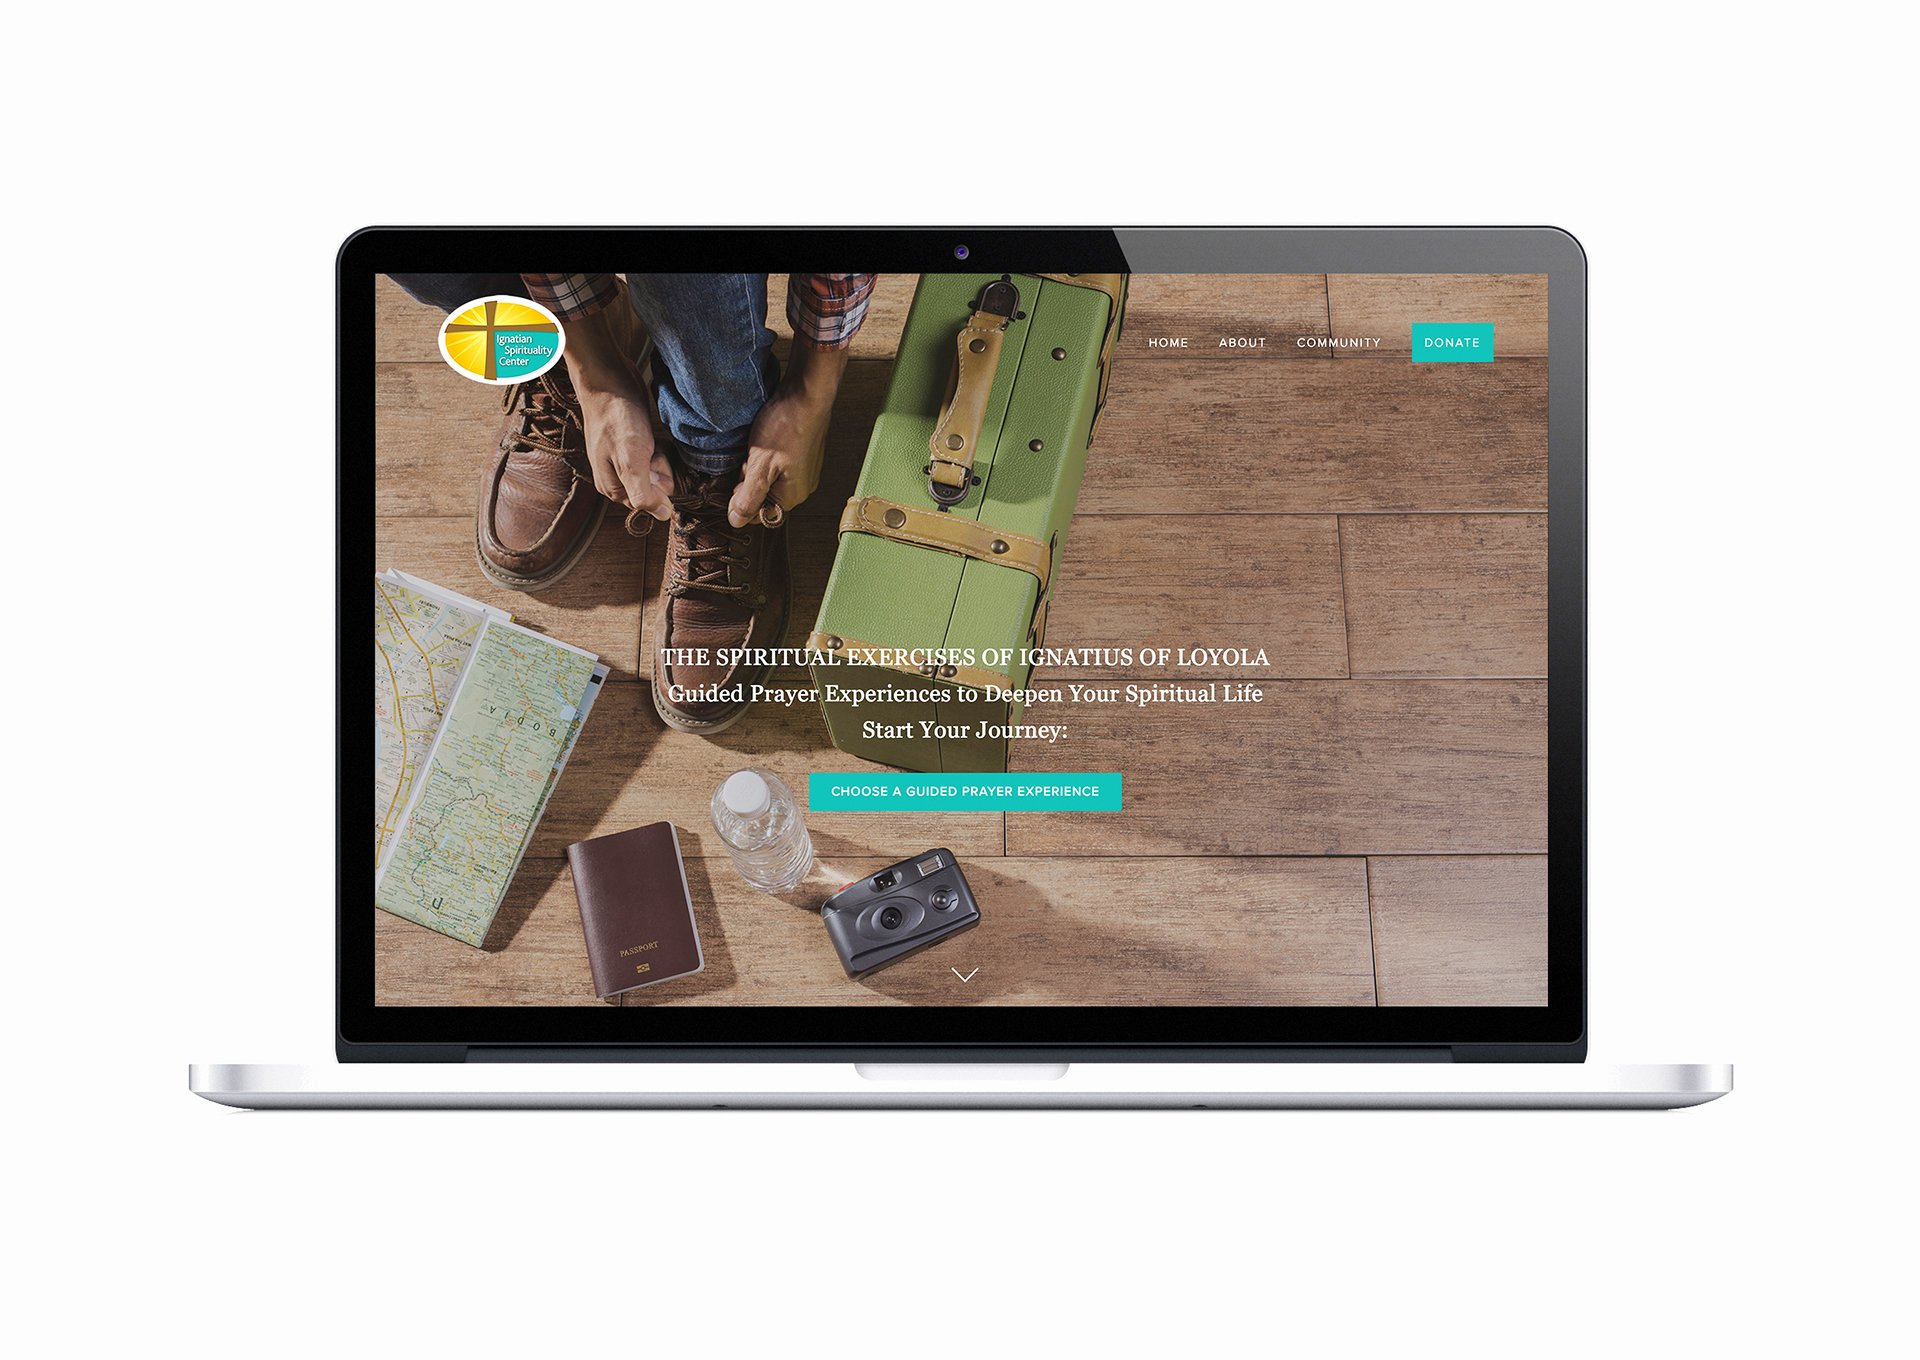 Ignatian
Spirituality
Center
HOME ABOUT COMMUNITY DONATE
THE SPIRITUAL EXERCISES OF IGNATIUS OF LOYOLA
Guided Prayer Experiences to Deepen Your Spiritual Life
Start Your Journey:
CHOOSE A GUIDED PRAYER EXPERIENCE
PASSPORT